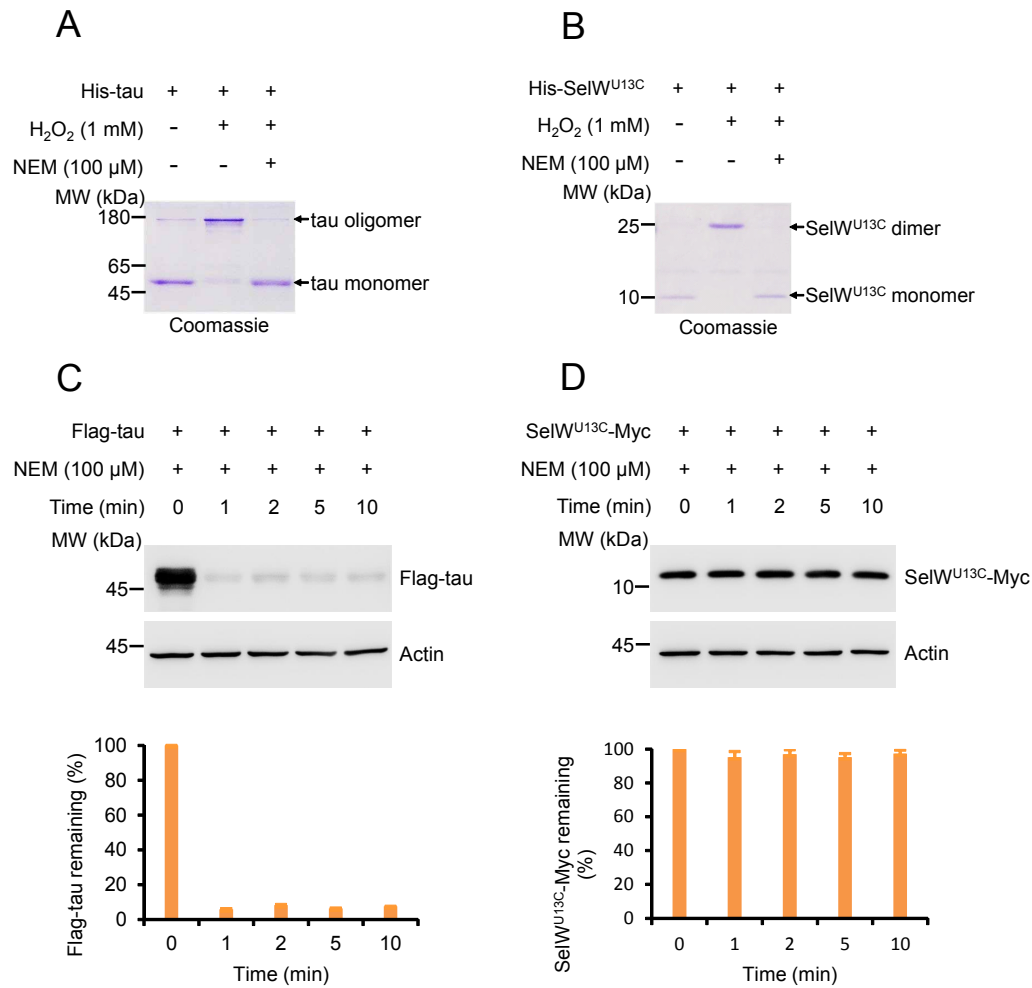 A
His-tau + + +
H₂O₂ (1 mM) - + +
NEM (100 µM) - - +
MW (kDa)
180
tau oligomer
65
tau monomer
45
Coomassie
B
His-SelWᵁ¹³ᶜ + + +
H₂O₂ (1 mM) - + +
NEM (100 µM) - - +
MW (kDa)
25
SelWᵁ¹³ᶜ dimer
10
SelWᵁ¹³ᶜ monomer
Coomassie
C
Flag-tau + + + + +
NEM (100 µM) + + + + +
Time (min) 0 1 2 5 10
MW (kDa)
45
Flag-tau
45
Actin
Flag-tau remaining (%)
100
80
60
40
20
0
0 1 2 5 10
Time (min)
D
SelWᵁ¹³ᶜ-Myc + + + + +
NEM (100 µM) + + + + +
Time (min) 0 1 2 5 10
MW (kDa)
10
SelWᵁ¹³ᶜ-Myc
45
Actin
SelWᵁ¹³ᶜ-Myc remaining
(%)
100
80
60
40
20
0
0 1 2 5 10
Time (min)